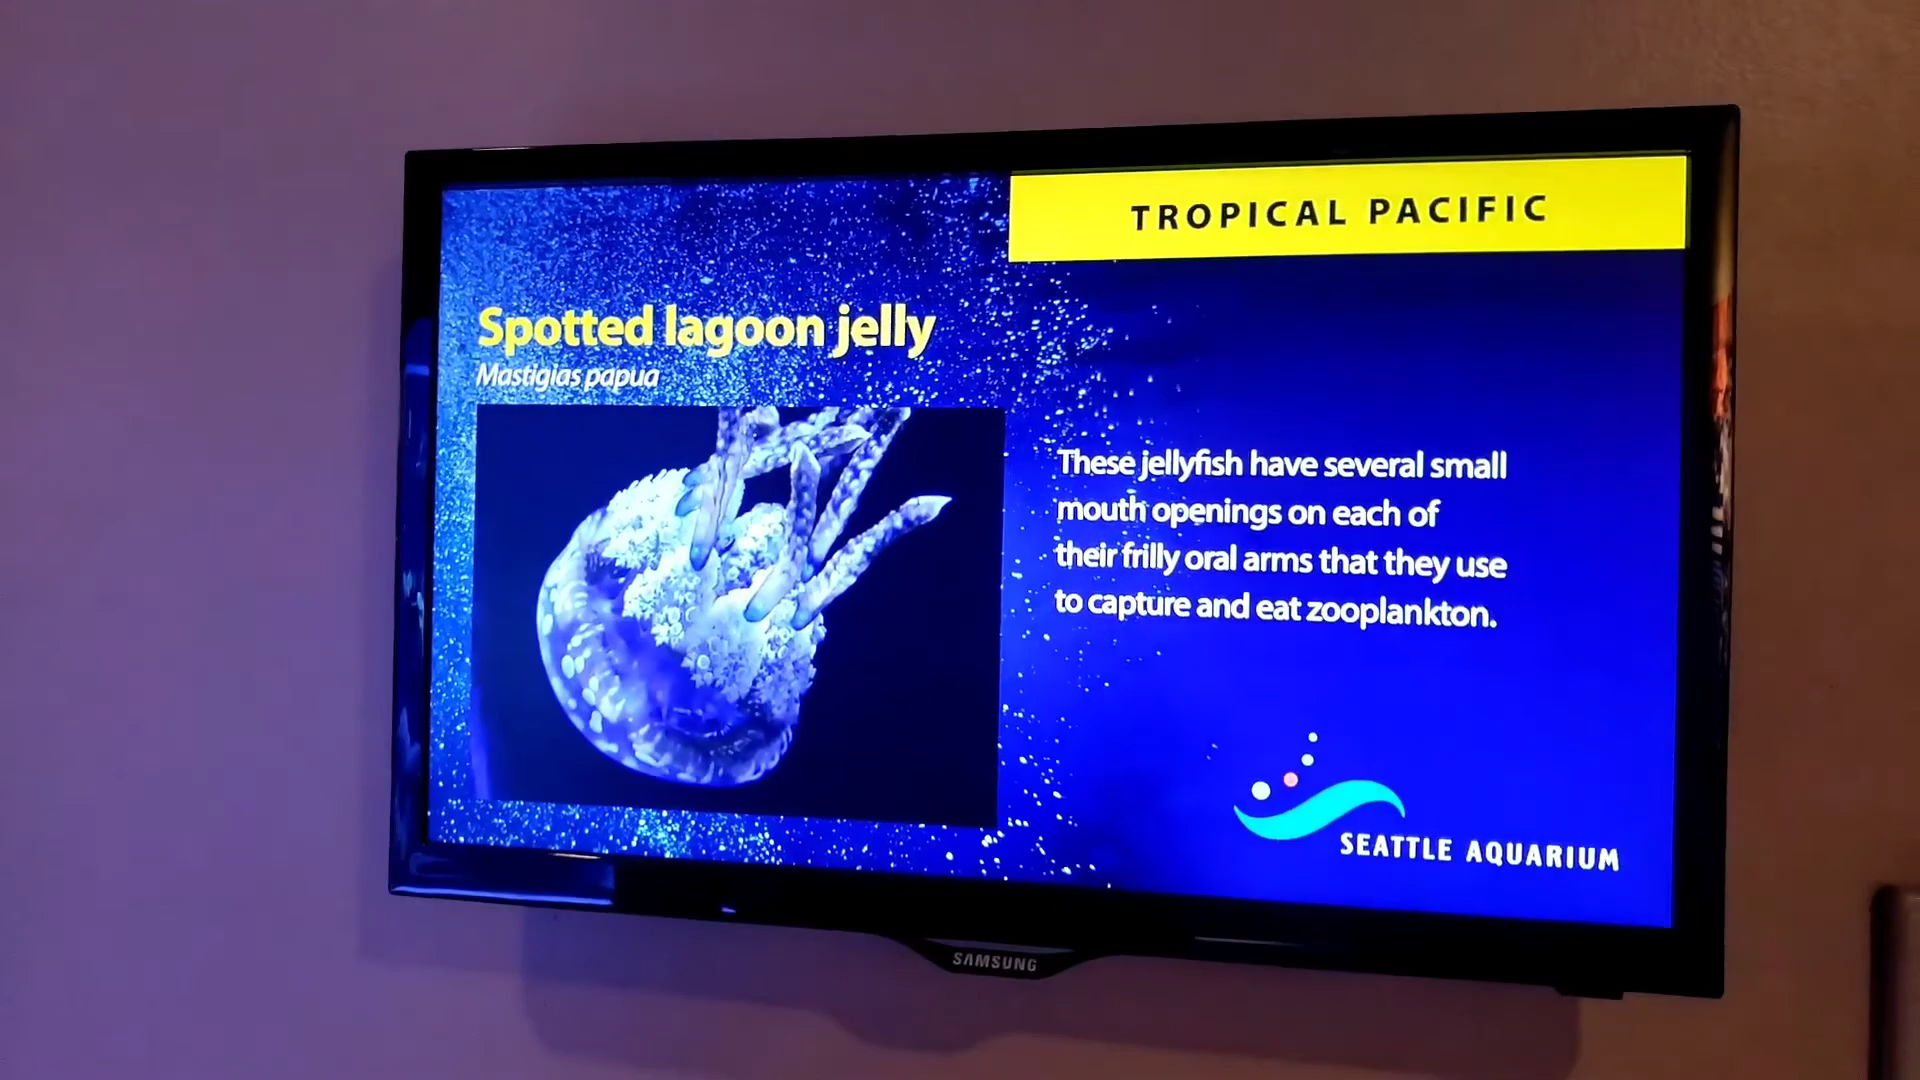 TROPICAL PACIFIC
Spotted lagoon jelly
Mastigias papua
These jellyfish have several small
mouth openings on each of
their frilly oral arms that they use
to capture and eat zooplankton.
SEATTLE AQUARIUM
SAMSUNG